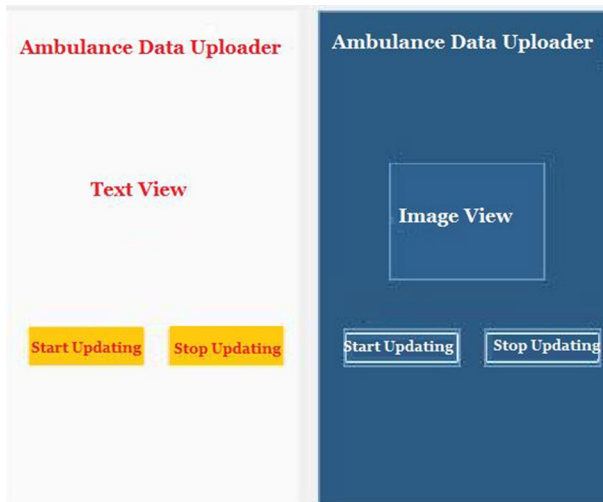 Ambulance Data Uploader
Text View
Start Updating
Stop Updating
Ambulance Data Uploader
Image View
Start Updating
Stop Updating